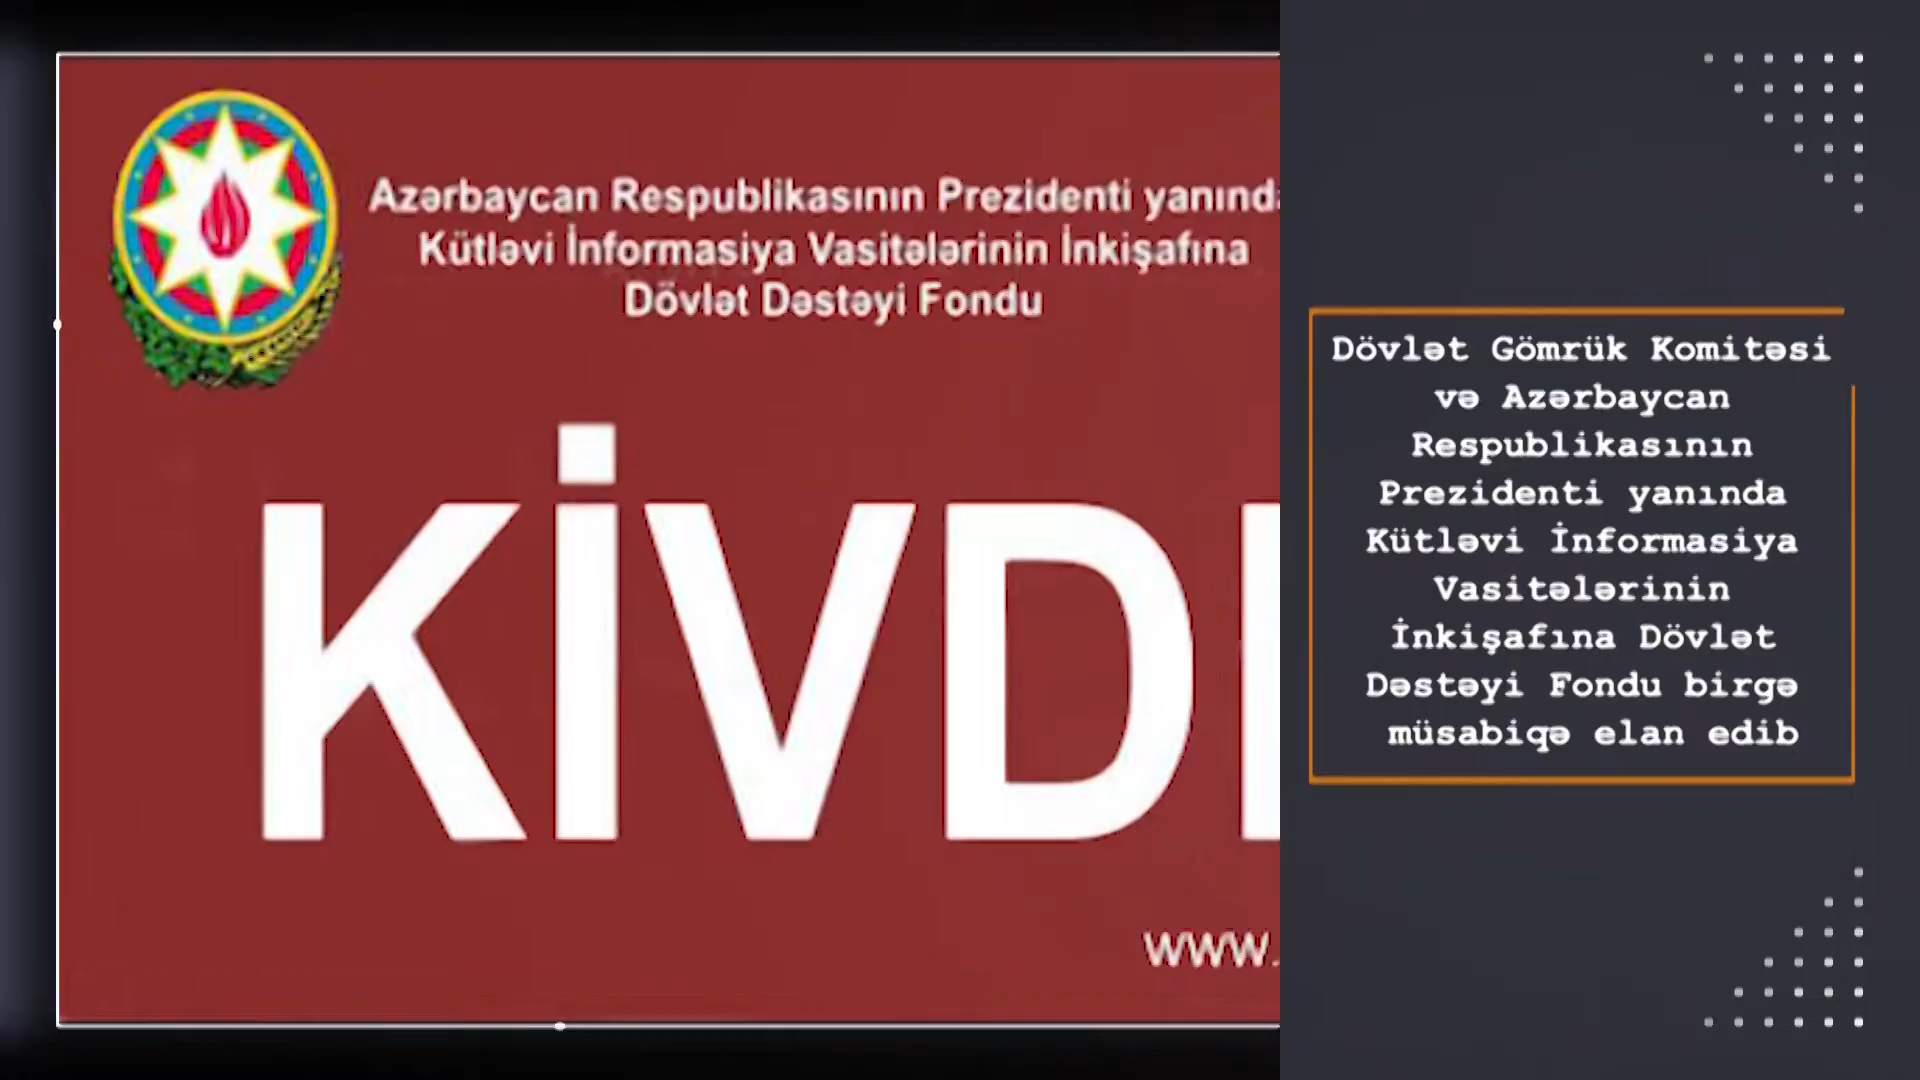 Azərbaycan Respublikasının Prezidenti
Kütləvi İnformasiya Vasitələrinin İnkişafına
Dövlət Dəstəyi Fondu
KİVD
www.
Dövlət Gömrük Komitəsi
və Azərbaycan
Respublikasının
Prezidenti yanında
Kütləvi İnformasiya
Vasitələrinin
İnkişafına Dövlət
Dəstəyi Fondu birgə
müsabiqə elan edib